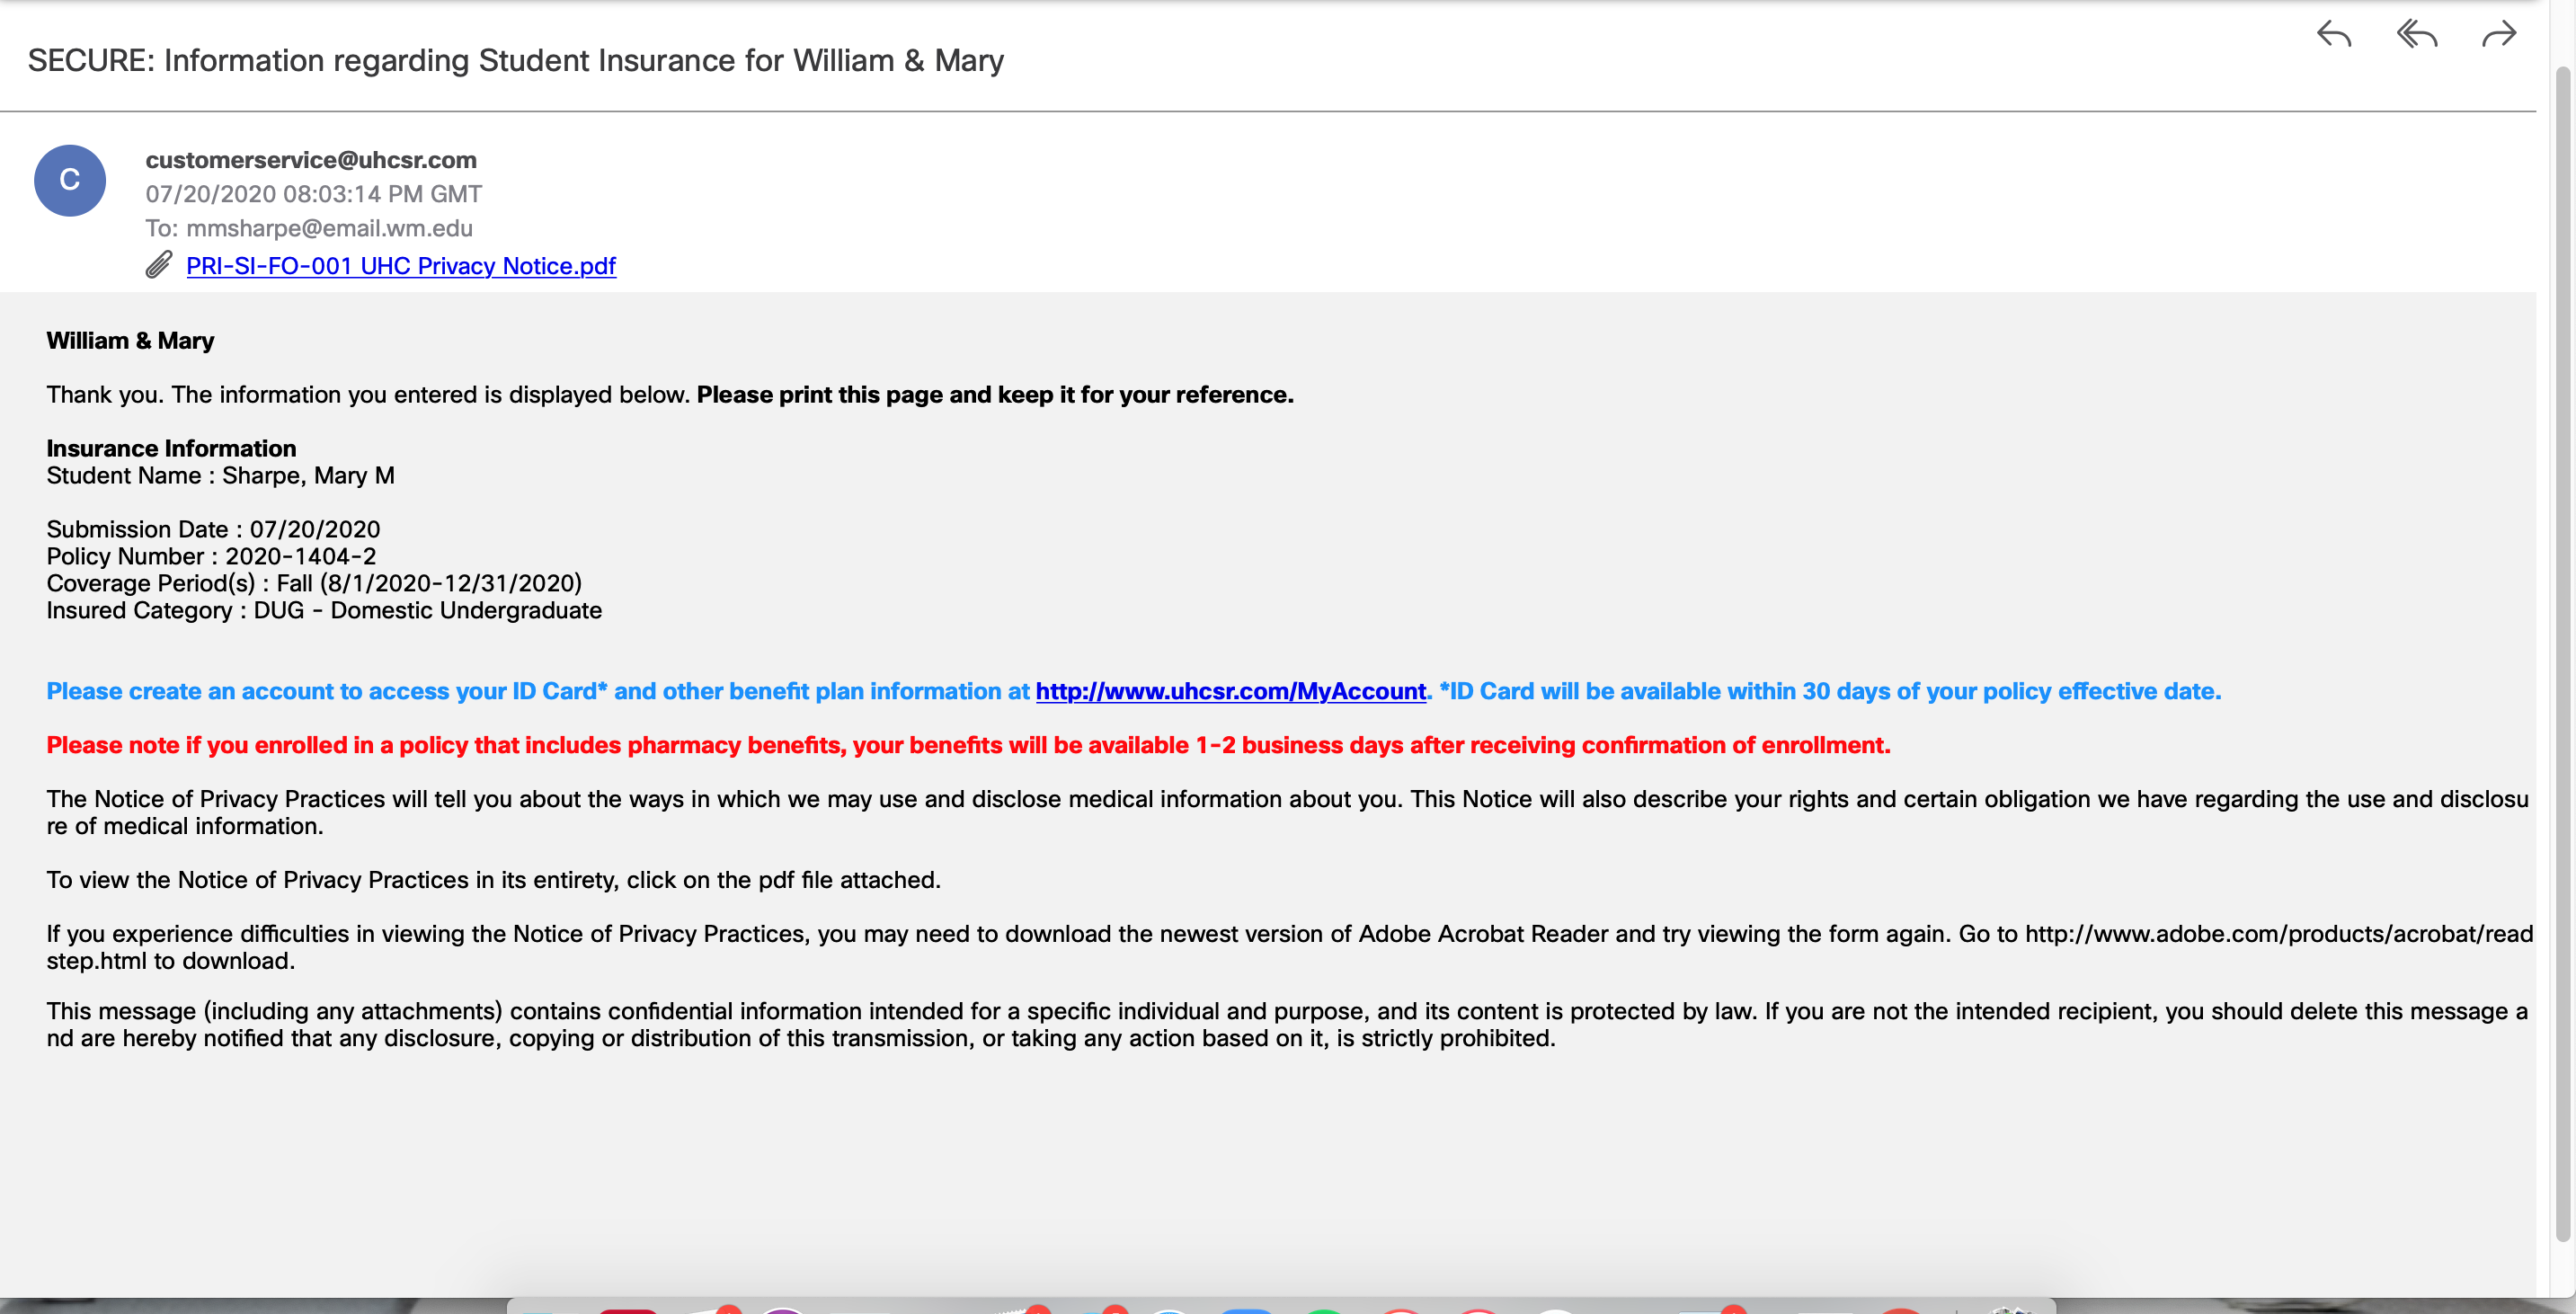 SECURE: Information regarding Student Insurance for William & Mary
C
customerservice@uhcsr.com
07/20/2020 08:03:14 PM GMT
To: mmsharpe@email.wm.edu
PRI-SI-FO-001 UHC Privacy Notice.pdf
William & Mary
Thank you. The information you entered is displayed below. Please print this page and keep it for your reference.
Insurance Information
Student Name : Sharpe, Mary M
Submission Date : 07/20/2020
Policy Number : 2020-1404-2
Coverage Period(s) : Fall (8/1/2020-12/31/2020)
Insured Category : DUG - Domestic Undergraduate
Please create an account to access your ID Card* and other benefit plan information at http://www.uhcsr.com/MyAccount. *ID Card will be available within 30 days of your policy effective date.
Please note if you enrolled in a policy that includes pharmacy benefits, your benefits will be available 1-2 business days after receiving confirmation of enrollment.
The Notice of Privacy Practices will tell you about the ways in which we may use and disclose medical information about you. This Notice will also describe your rights and certain obligation we have regarding the use and disclosu
re of medical information.
To view the Notice of Privacy Practices in its entirety, click on the pdf file attached.
If you experience difficulties in viewing the Notice of Privacy Practices, you may need to download the newest version of Adobe Acrobat Reader and try viewing the form again. Go to http://www.adobe.com/products/acrobat/read
step.html to download.
This message (including any attachments) contains confidential information intended for a specific individual and purpose, and its content is protected by law. If you are not the intended recipient, you should delete this message a
nd are hereby notified that any disclosure, copying or distribution of this transmission, or taking any action based on it, is strictly prohibited.